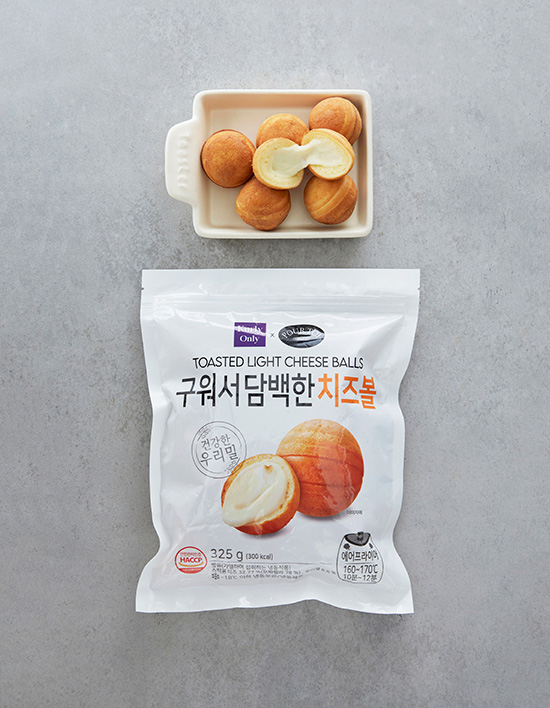 Kurly
Only
×
TOASTED LIGHT CHEESE BALLS
구워서 담백한 치즈볼
건강한
우리밀
325 g (300 kcal)
HACCP
에어프라이어
160~170℃
10분~12분